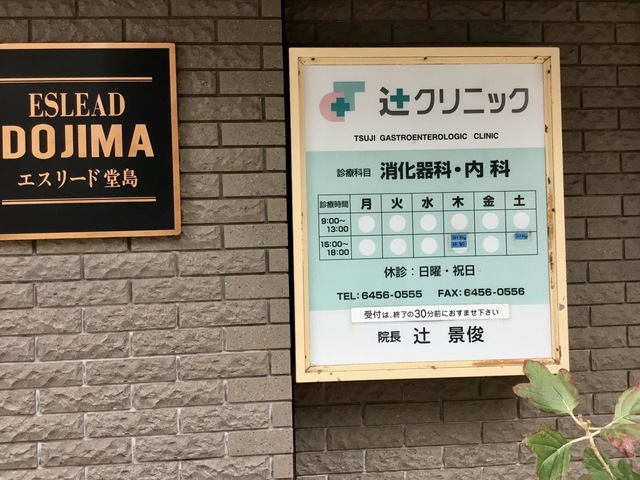 ESLEAD
DOJIMA
エスリード堂島
辻クリニック
TSUJI GASTROENTEROLOGIC CLINIC
診療科目 消化器科・内科
診療時間 月 火 水 木 金 土
9:00〜
13:00
15:00〜
18:00
休診：日曜・祝日
TEL:6456-0555 FAX:6456-0556
受付は、終了の30分前におすませ下さい
院長 辻 景俊